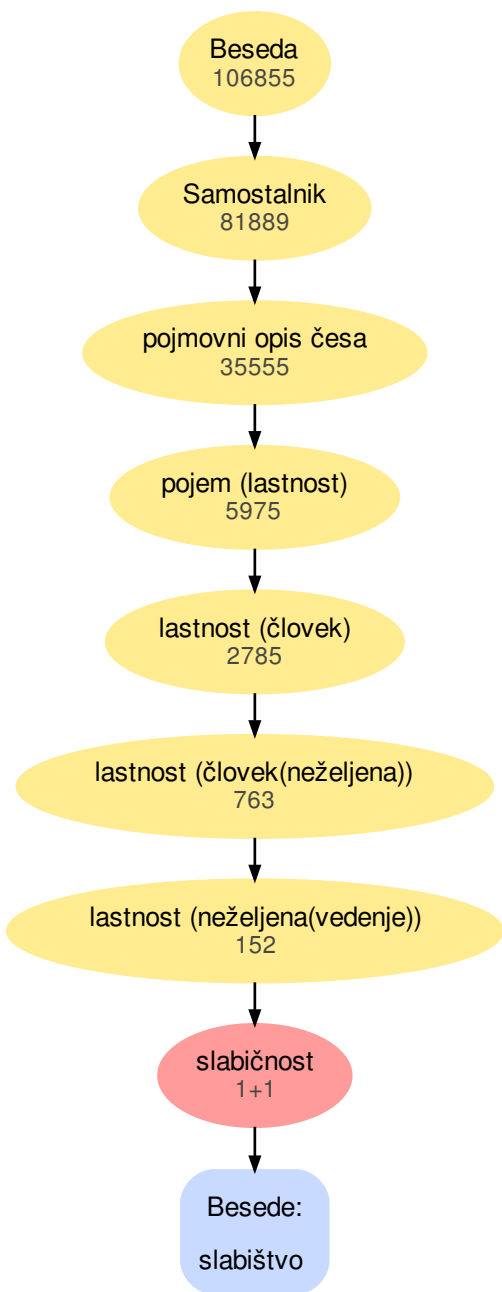 Beseda
106855
Samostalnik
81889
pojmovni opis česa
35555
pojem (lastnost)
5975
lastnost (človek)
2785
lastnost (človek(neželjena))
763
lastnost (neželjena(vedenje))
152
slabičnost
1+1
Besede:
slabištvo